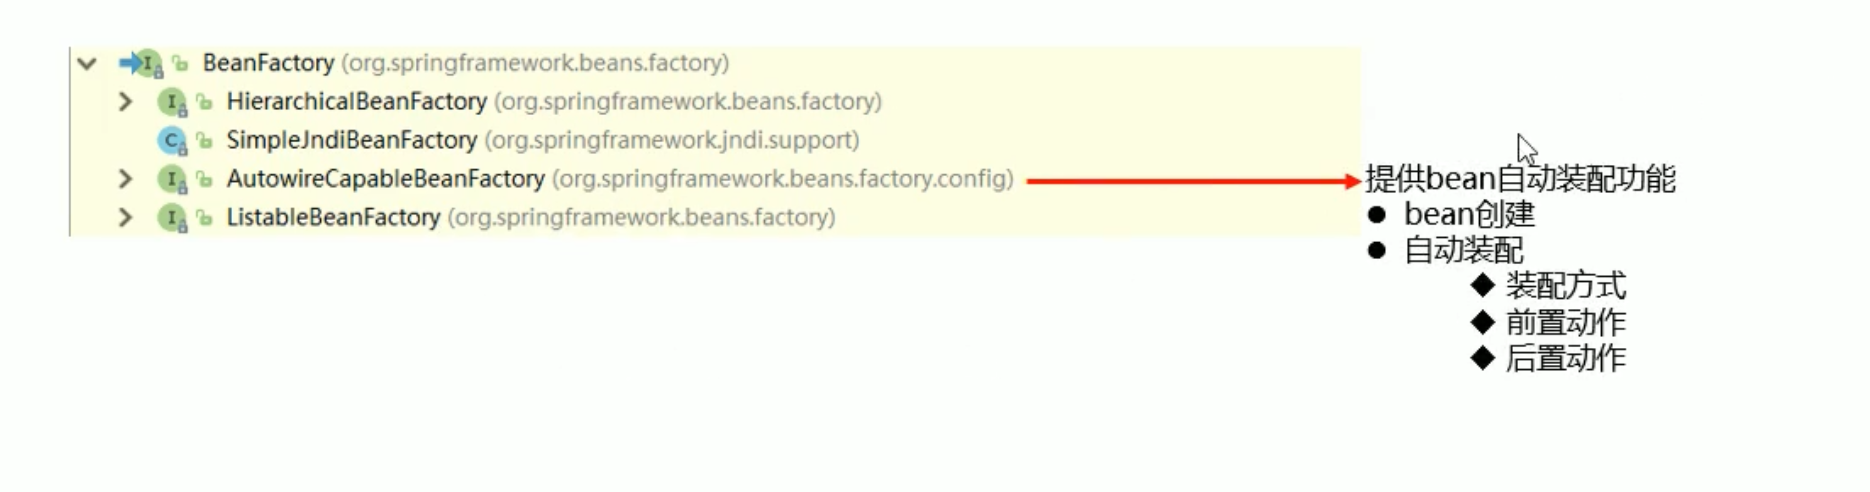 BeanFactory (org.springframework.beans.factory)
HierarchicalBeanFactory (org.springframework.beans.factory)
SimpleJndiBeanFactory (org.springframework.jndi.support)
AutowireCapableBeanFactory (org.springframework.beans.factory.config)
ListableBeanFactory (org.springframework.beans.factory)
提供bean自动装配功能
● bean创建
● 自动装配
◆ 装配方式
◆ 前置动作
◆ 后置动作